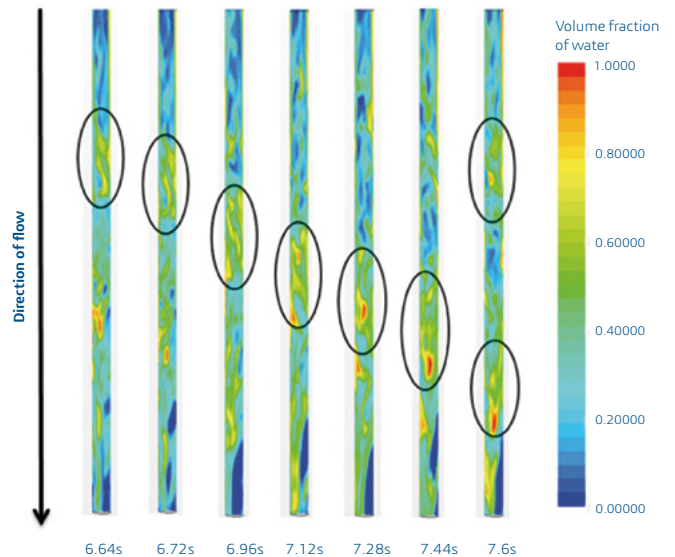 Direction of flow
Volume fraction
of water
1.0000
0.80000
0.60000
0.40000
0.20000
0.00000
6.64s 6.72s 6.96s 7.12s 7.28s 7.44s 7.6s